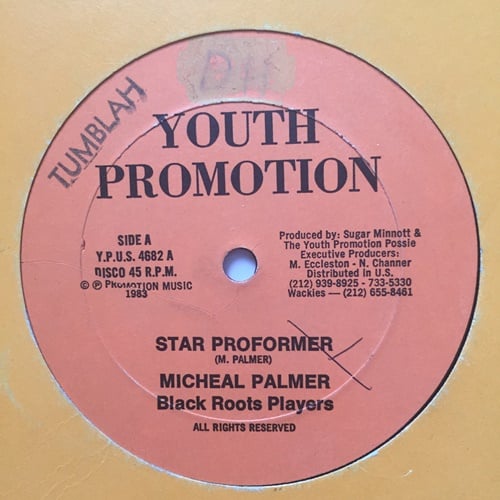 DK
TUMBLAH
YOUTH
PROMOTION
SIDE A
Y.P.U.S. 4682 A
DISCO 45 R.P.M.
© ℗ PROMOTION MUSIC
1983
Produced by: Sugar Minnott &
The Youth Promotion Possie
Executive Producers:
M. Eccleston - N. Channer
Distributed in U.S.
(212) 939-8925 - 733-5330
Wackies — (212) 655-8461
STAR PROFORMER
(M. PALMER)
MICHEAL PALMER
Black Roots Players
ALL RIGHTS RESERVED